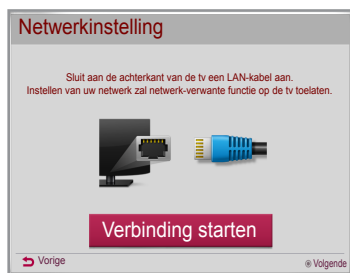 Netwerkinstelling
Sluit aan de achterkant van de tv een LAN-kabel aan.
Instellen van uw netwerk zal netwerk-verwante functie op de tv toelaten.
Verbinding starten
Vorige
Volgende